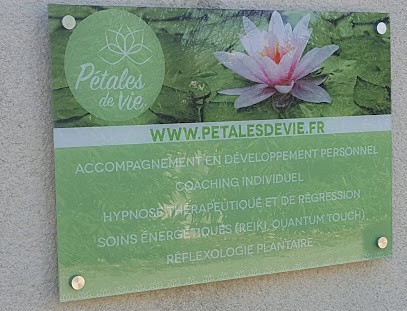 Pétales
de Vie
WWW.PETALESDEVIE.FR
ACCOMPAGNEMENT EN DÉVELOPPEMENT PERSONNEL
COACHING INDIVIDUEL
HYPNOSE THÉRAPEUTIQUE ET DE RÉGRESSION
SOINS ÉNERGÉTIQUES (REIKI, QUANTUM TOUCH)
RÉFLEXOLOGIE PLANTAIRE